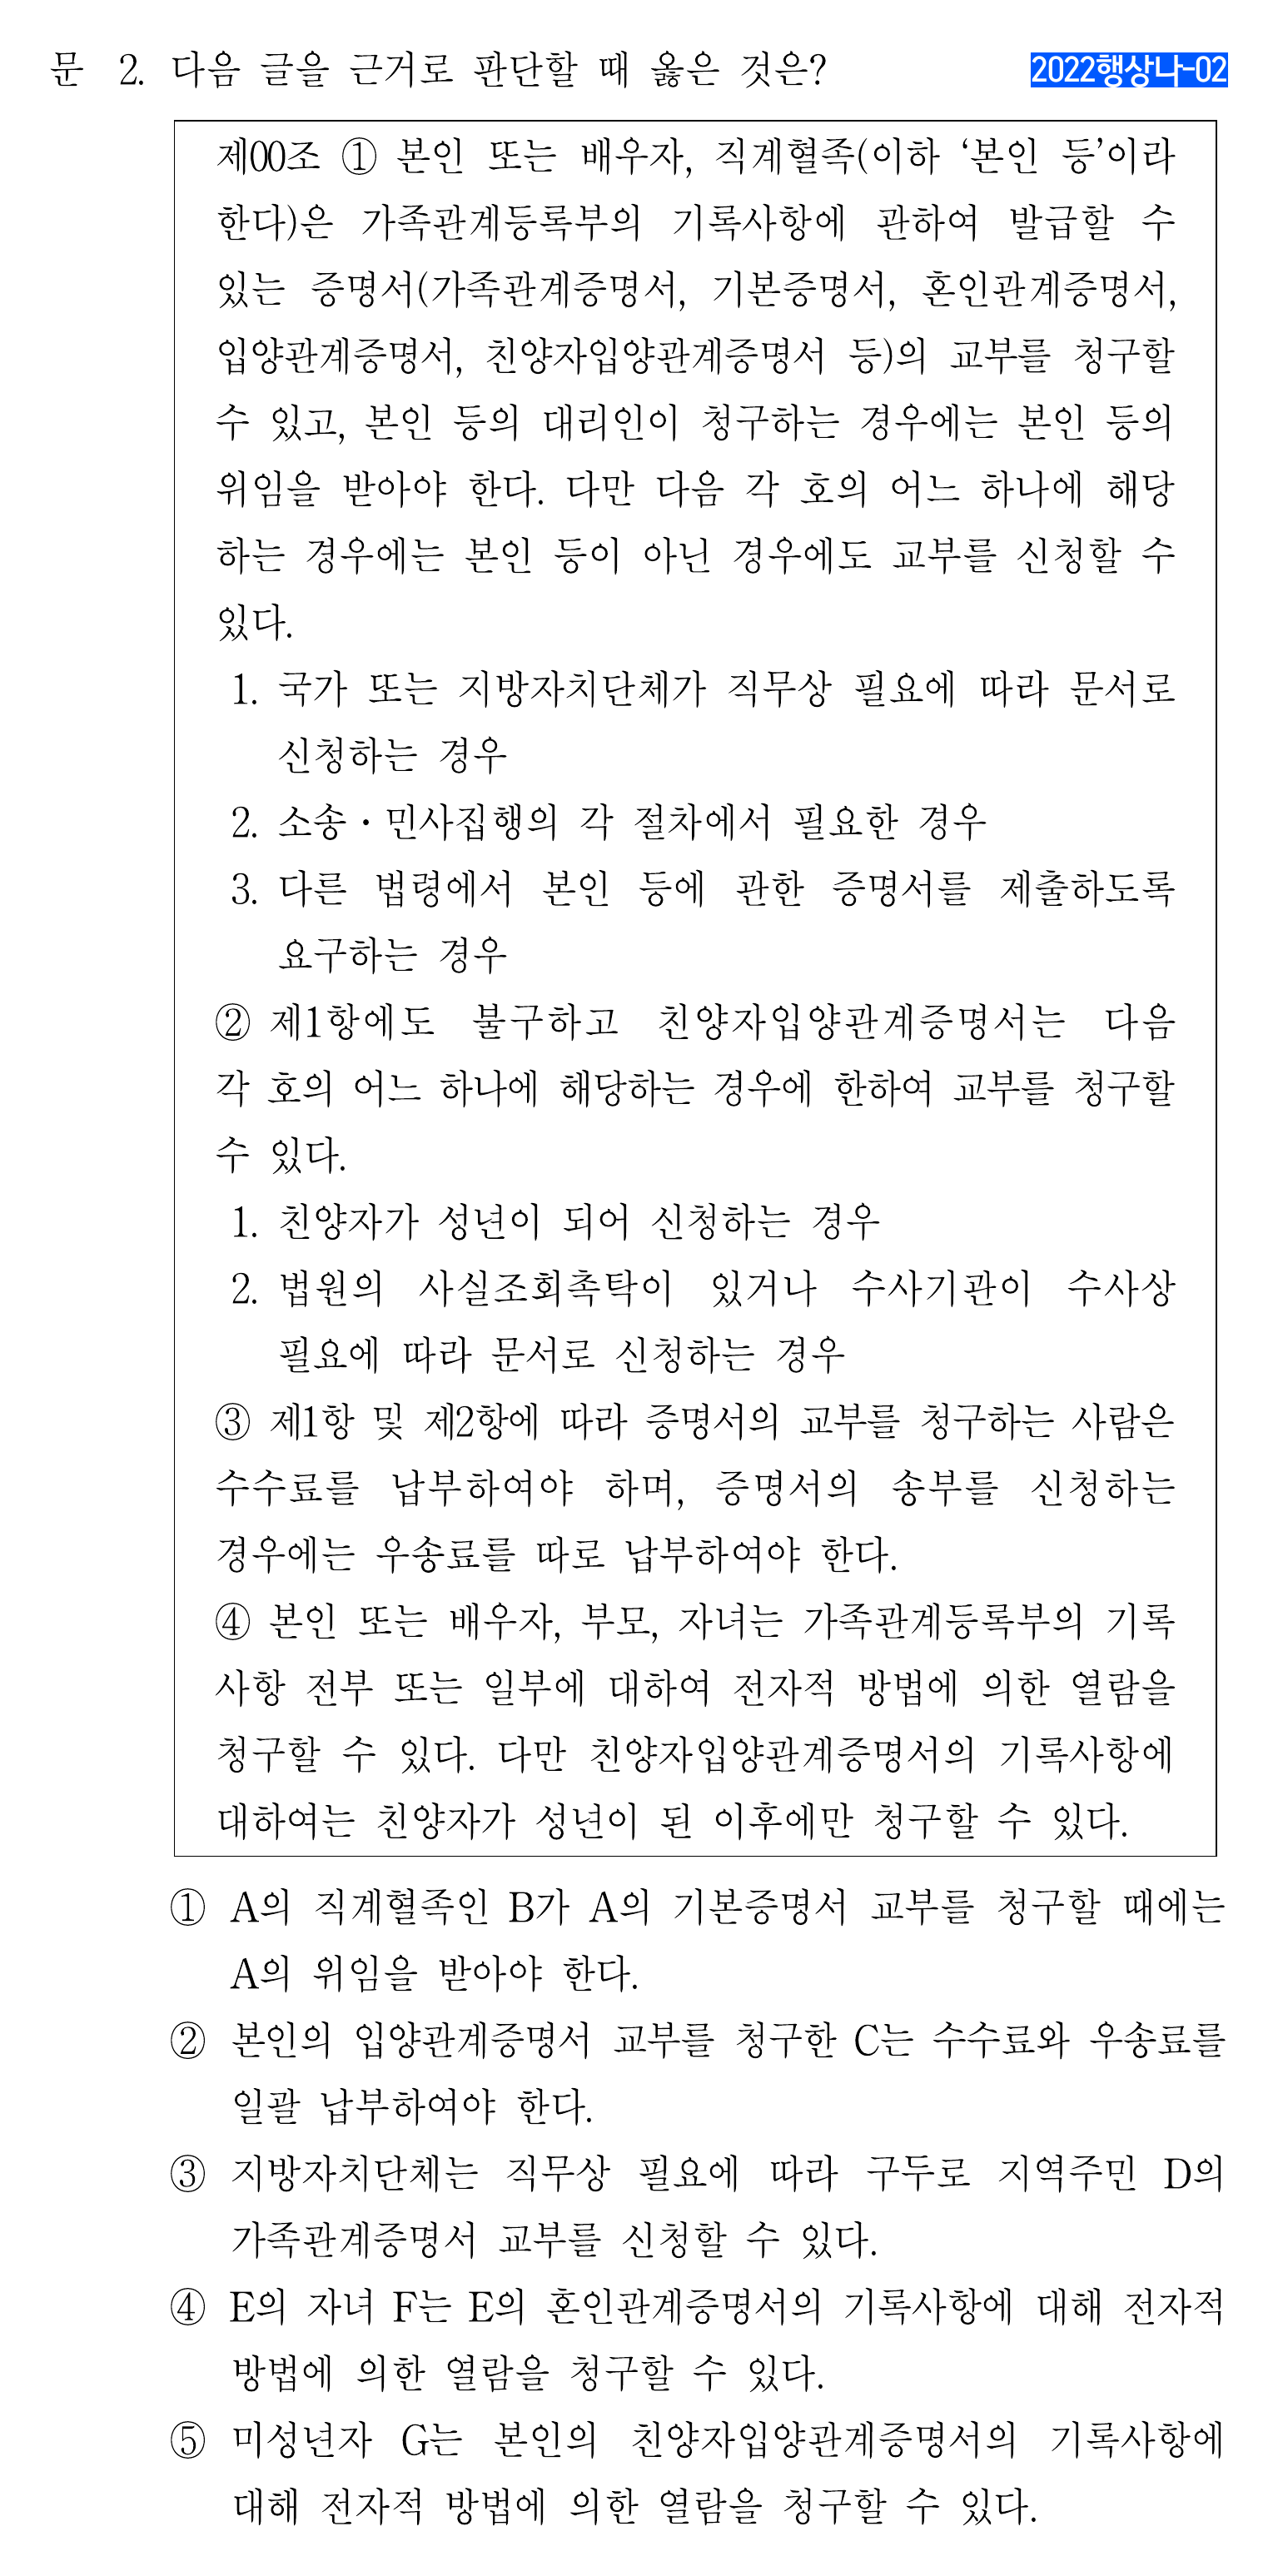 문 2. 다음 글을 근거로 판단할 때 옳은 것은? 2022행상나-02
제00조 ① 본인 또는 배우자, 직계혈족(이하 ‘본인 등’이라
한다)은 가족관계등록부의 기록사항에 관하여 발급할 수
있는 증명서(가족관계증명서, 기본증명서, 혼인관계증명서,
입양관계증명서, 친양자입양관계증명서 등)의 교부를 청구할
수 있고, 본인 등의 대리인이 청구하는 경우에는 본인 등의
위임을 받아야 한다. 다만 다음 각 호의 어느 하나에 해당
하는 경우에는 본인 등이 아닌 경우에도 교부를 신청할 수
있다.
1. 국가 또는 지방자치단체가 직무상 필요에 따라 문서로
신청하는 경우
2. 소송·민사집행의 각 절차에서 필요한 경우
3. 다른 법령에서 본인 등에 관한 증명서를 제출하도록
요구하는 경우
② 제1항에도 불구하고 친양자입양관계증명서는 다음
각 호의 어느 하나에 해당하는 경우에 한하여 교부를 청구할
수 있다.
1. 친양자가 성년이 되어 신청하는 경우
2. 법원의 사실조회촉탁이 있거나 수사기관이 수사상
필요에 따라 문서로 신청하는 경우
③ 제1항 및 제2항에 따라 증명서의 교부를 청구하는 사람은
수수료를 납부하여야 하며, 증명서의 송부를 신청하는
경우에는 우송료를 따로 납부하여야 한다.
④ 본인 또는 배우자, 부모, 자녀는 가족관계등록부의 기록
사항 전부 또는 일부에 대하여 전자적 방법에 의한 열람을
청구할 수 있다. 다만 친양자입양관계증명서의 기록사항에
대하여는 친양자가 성년이 된 이후에만 청구할 수 있다.
① A의 직계혈족인 B가 A의 기본증명서 교부를 청구할 때에는
A의 위임을 받아야 한다.
② 본인의 입양관계증명서 교부를 청구한 C는 수수료와 우송료를
일괄 납부하여야 한다.
③ 지방자치단체는 직무상 필요에 따라 구두로 지역주민 D의
가족관계증명서 교부를 신청할 수 있다.
④ E의 자녀 F는 E의 혼인관계증명서의 기록사항에 대해 전자적
방법에 의한 열람을 청구할 수 있다.
⑤ 미성년자 G는 본인의 친양자입양관계증명서의 기록사항에
대해 전자적 방법에 의한 열람을 청구할 수 있다.